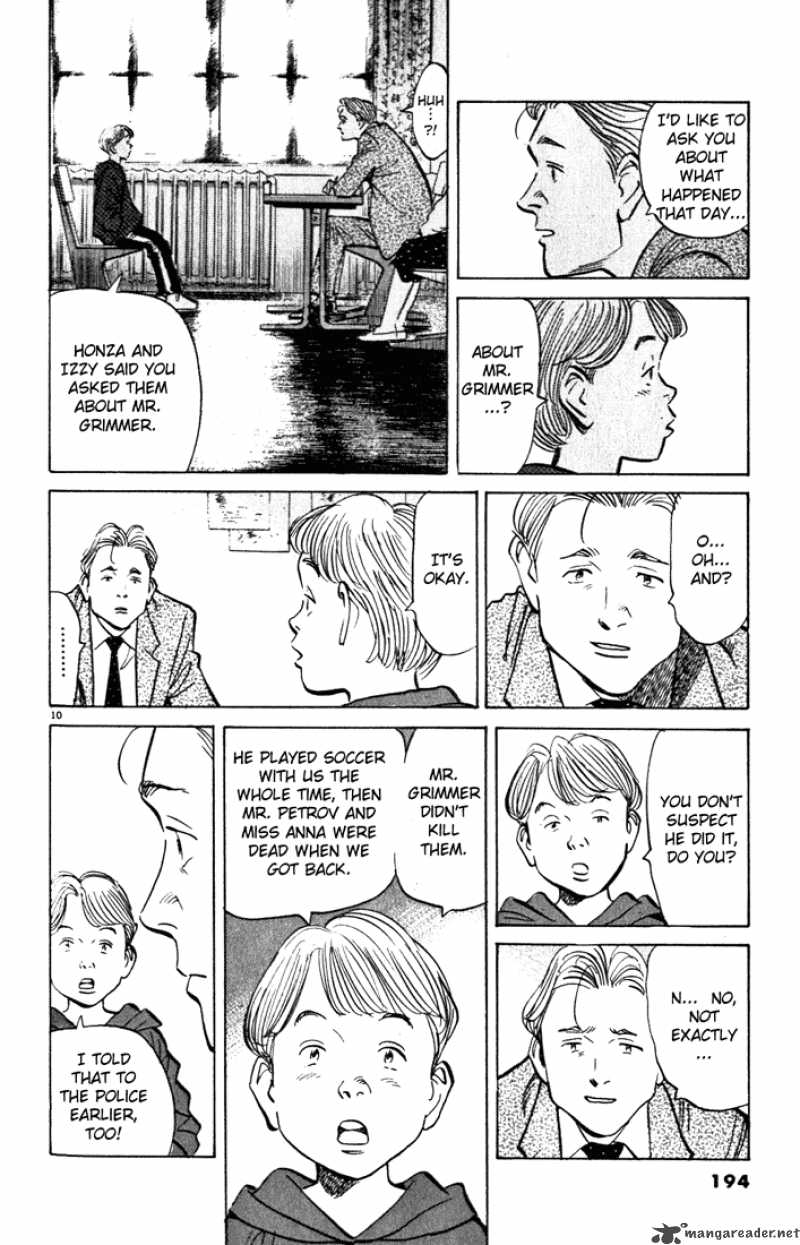 I'D LIKE TO
ASK YOU
ABOUT
WHAT
HAPPENED
THAT DAY...
ABOUT
MR.
GRIMMER
...?
HUH
...
?!
HONZA AND
IZZY SAID YOU
ASKED THEM
ABOUT MR.
GRIMMER.
O...
OH...
AND?
IT'S
OKAY.
........
10
YOU DON'T
SUSPECT
HE DID IT,
DO YOU?
N... NO,
NOT
EXACTLY
...
MR.
GRIMMER
DIDN'T
KILL
THEM.
HE PLAYED SOCCER
WITH US THE
WHOLE TIME, THEN
MR. PETROV AND
MISS ANNA WERE
DEAD WHEN WE
GOT BACK.
I TOLD
THAT TO
THE POLICE
EARLIER,
TOO!
194
mangareader.net